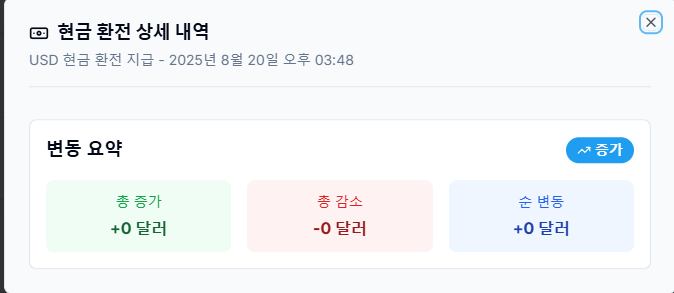 현금 환전 상세 내역
USD 현금 환전 지급 - 2025년 8월 20일 오후 03:48
변동 요약
증가
총 증가
+0 달러
총 감소
-0 달러
순 변동
+0 달러